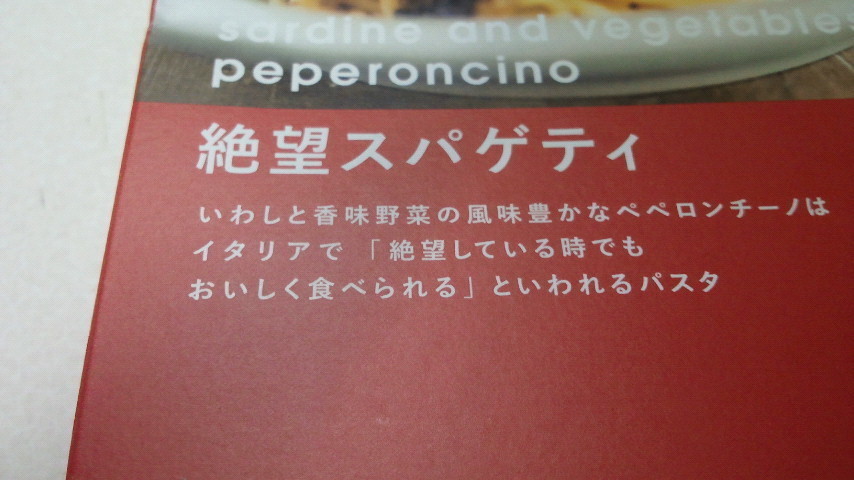 sardine and vegetables
peperoncino
絶望スパゲティ
いわしと香味野菜の風味豊かなペペロンチーノは
イタリアで「絶望している時でも
おいしく食べられる」といわれるパスタ